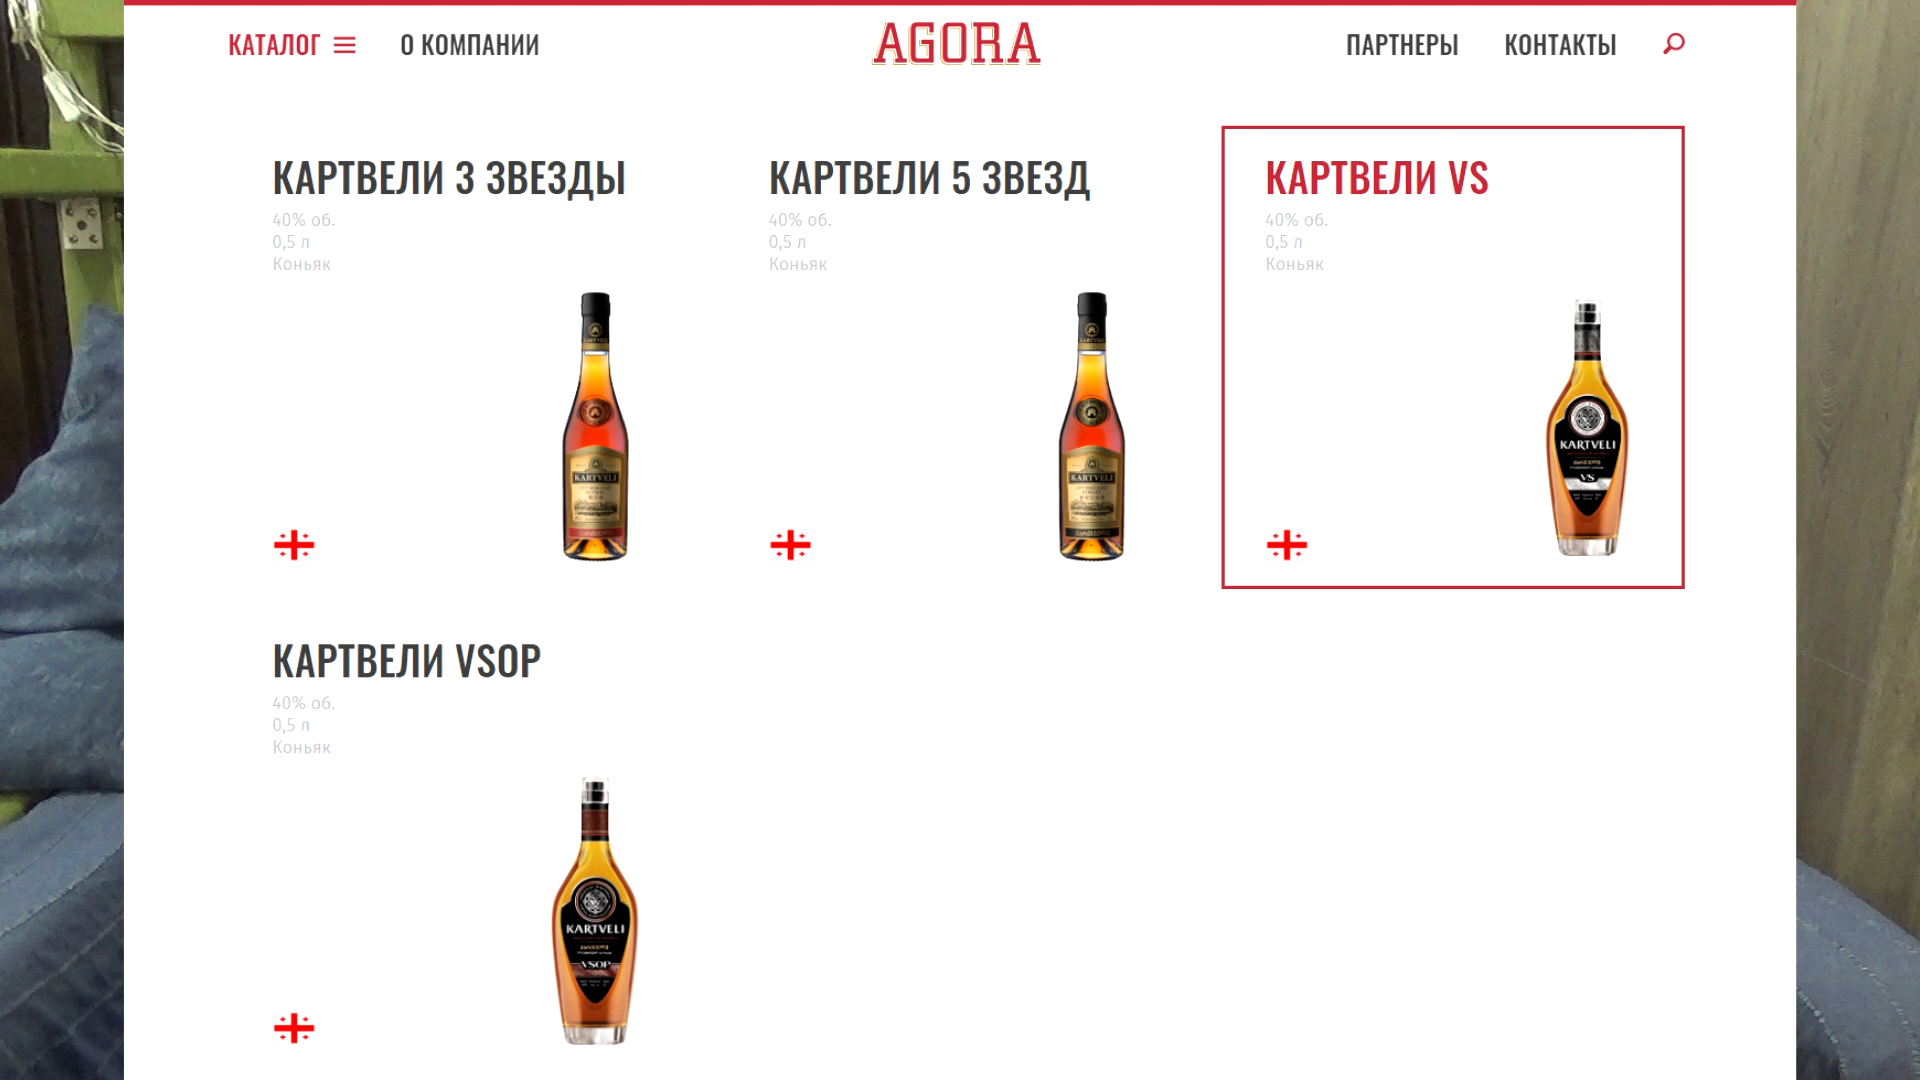 КАТАЛОГ
О КОМПАНИИ
AGORA
ПАРТНЕРЫ
КОНТАКТЫ
КАРТВЕЛИ 3 ЗВЕЗДЫ
40% об.
0,5 л
Коньяк
KARTVELI
КАРТВЕЛИ 5 ЗВЕЗД
40% об.
0,5 л
Коньяк
KARTVELI
КАРТВЕЛИ VS
40% об.
0,5 л
Коньяк
KARTVELI
VS
КАРТВЕЛИ VSOP
40% об.
0,5 л
Коньяк
KARTVELI
VSOP